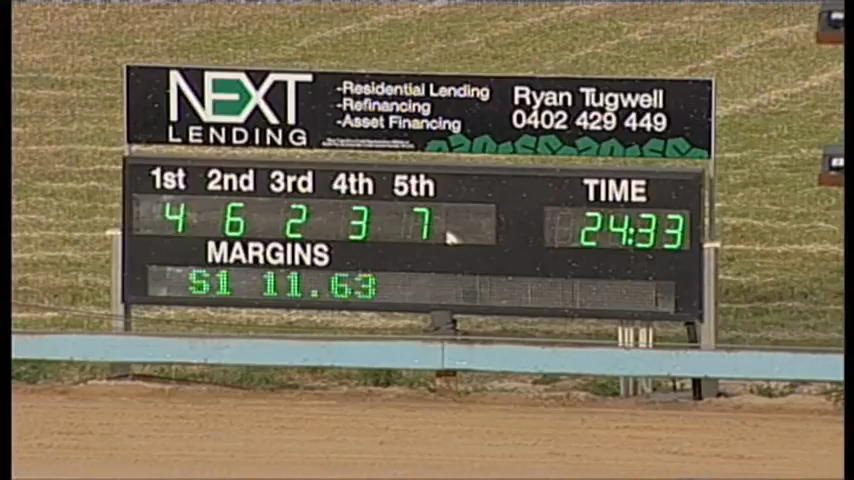 NEXT
LENDING
-Residential Lending
-Refinancing
-Asset Financing
Ryan Tugwell
0402 429 449
1st 2nd 3rd 4th 5th
TIME
4 6 2 3 7
24:33
MARGINS
S1 11.63